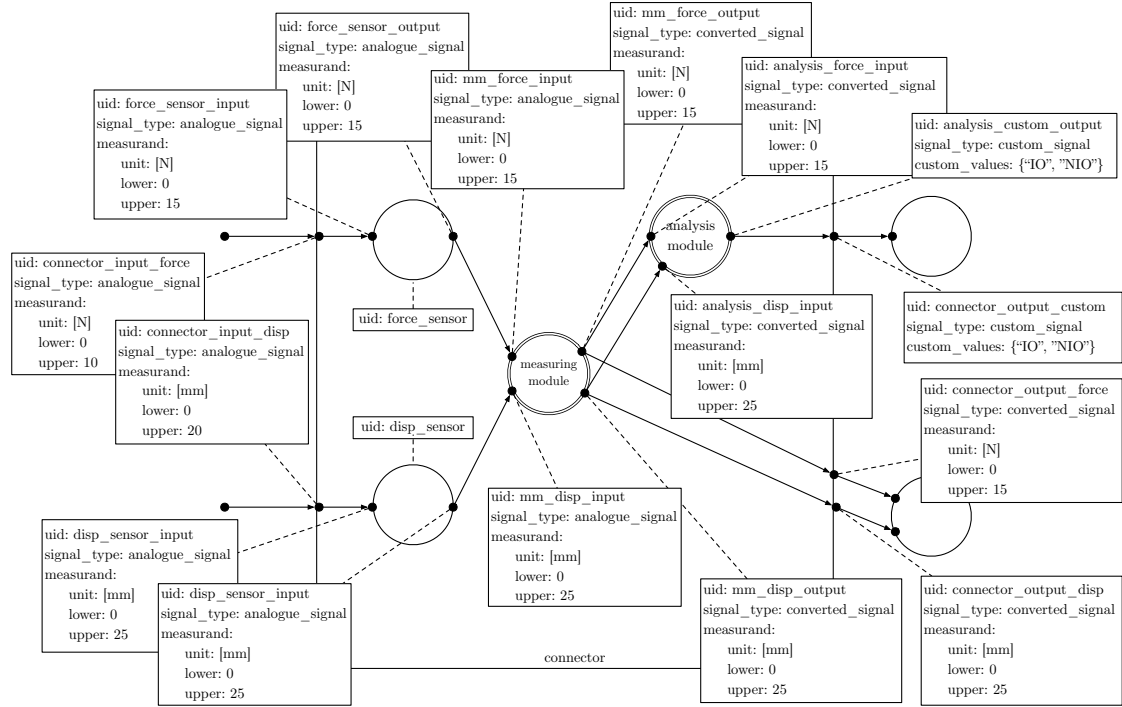 uid: force_sensor_output
signal_type: analogue_signal
measurand:
unit: [N]
lower: 0
upper: 15
uid: mm_force_output
signal_type: converted_signal
measurand:
unit: [N]
lower: 0
upper: 15
uid: mm_force_input
signal_type: analogue_signal
measurand:
unit: [N]
lower: 0
upper: 15
uid: analysis_force_input
signal_type: converted_signal
measurand:
unit: [N]
lower: 0
upper: 15
uid: force_sensor_input
signal_type: analogue_signal
measurand:
unit: [N]
lower: 0
upper: 15
uid: analysis_custom_output
signal_type: custom_signal
custom_values: {“IO”, ”NIO”}
analysis
module
uid: connector_input_force
signal_type: analogue_signal
measurand:
unit: [N]
lower: 0
upper: 10
uid: force_sensor
uid: connector_input_disp
signal_type: analogue_signal
measurand:
unit: [mm]
lower: 0
upper: 20
uid: analysis_disp_input
signal_type: converted_signal
measurand:
unit: [mm]
lower: 0
upper: 25
uid: connector_output_custom
signal_type: custom_signal
custom_values: {“IO”, ”NIO”}
measuring
module
uid: connector_output_force
signal_type: converted_signal
measurand:
unit: [N]
lower: 0
upper: 15
uid: disp_sensor
uid: mm_disp_input
signal_type: analogue_signal
measurand:
unit: [mm]
lower: 0
upper: 25
uid: disp_sensor_input
signal_type: analogue_signal
measurand:
unit: [mm]
lower: 0
upper: 25
uid: disp_sensor_input
signal_type: analogue_signal
measurand:
unit: [mm]
lower: 0
upper: 25
connector
uid: mm_disp_output
signal_type: converted_signal
measurand:
unit: [mm]
lower: 0
upper: 25
uid: connector_output_disp
signal_type: converted_signal
measurand:
unit: [mm]
lower: 0
upper: 25